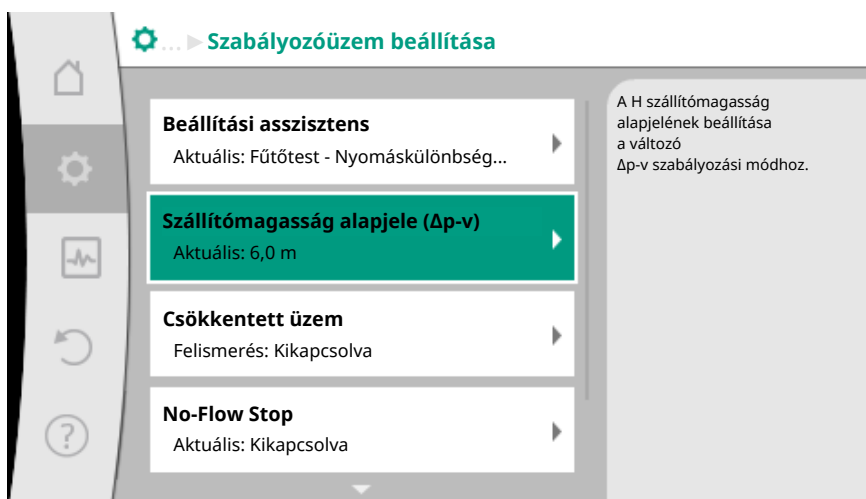 ... ▶ Szabályozóüzem beállítása
Beállítási asszisztens
Aktuális: Fűtőtest - Nyomáskülönbség...
Szállítómagasság alapjele (Δp-v)
Aktuális: 6,0 m
Csökkentett üzem
Felismerés: Kikapcsolva
No-Flow Stop
Aktuális: Kikapcsolva
A H szállítómagasság
alapjelének beállítása
a változó
Δp-v szabályozási módhoz.
?